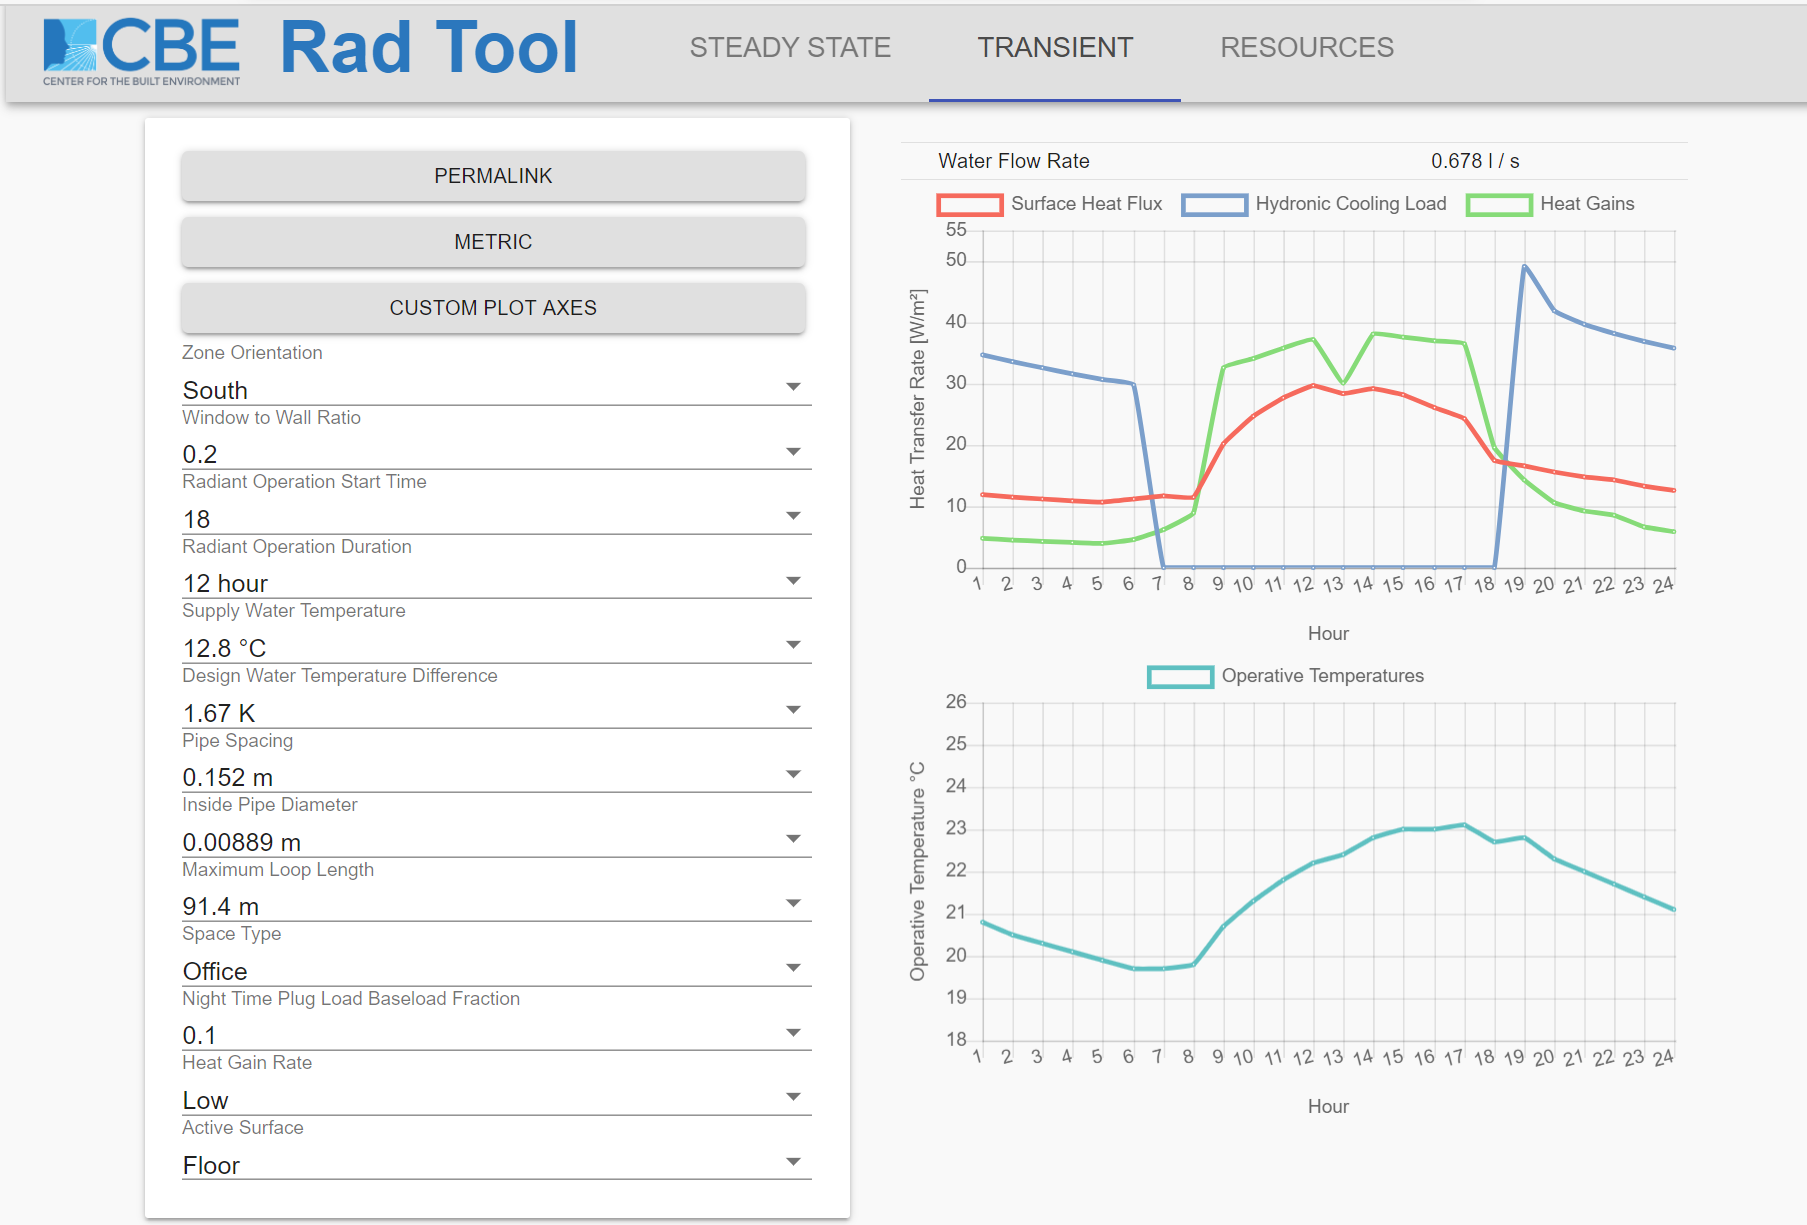 CBE
CENTER FOR THE BUILT ENVIRONMENT
Rad Tool
STEADY STATE
TRANSIENT
RESOURCES
PERMALINK
METRIC
CUSTOM PLOT AXES
Zone Orientation
South
Window to Wall Ratio
0.2
Radiant Operation Start Time
18
Radiant Operation Duration
12 hour
Supply Water Temperature
12.8 °C
Design Water Temperature Difference
1.67 K
Pipe Spacing
0.152 m
Inside Pipe Diameter
0.00889 m
Maximum Loop Length
91.4 m
Space Type
Office
Night Time Plug Load Baseload Fraction
0.1
Heat Gain Rate
Low
Active Surface
Floor
Water Flow Rate 0.678 l / s
Surface Heat Flux Hydronic Cooling Load Heat Gains
Heat Transfer Rate [W/m²]
55
50
40
30
20
10
0
1 2 3 4 5 6 7 8 9 10 11 12 13 14 15 16 17 18 19 20 21 22 23 24
Hour
Operative Temperatures
Operative Temperature °C
26
25
24
23
22
21
20
19
18
1 2 3 4 5 6 7 8 9 10 11 12 13 14 15 16 17 18 19 20 21 22 23 24
Hour